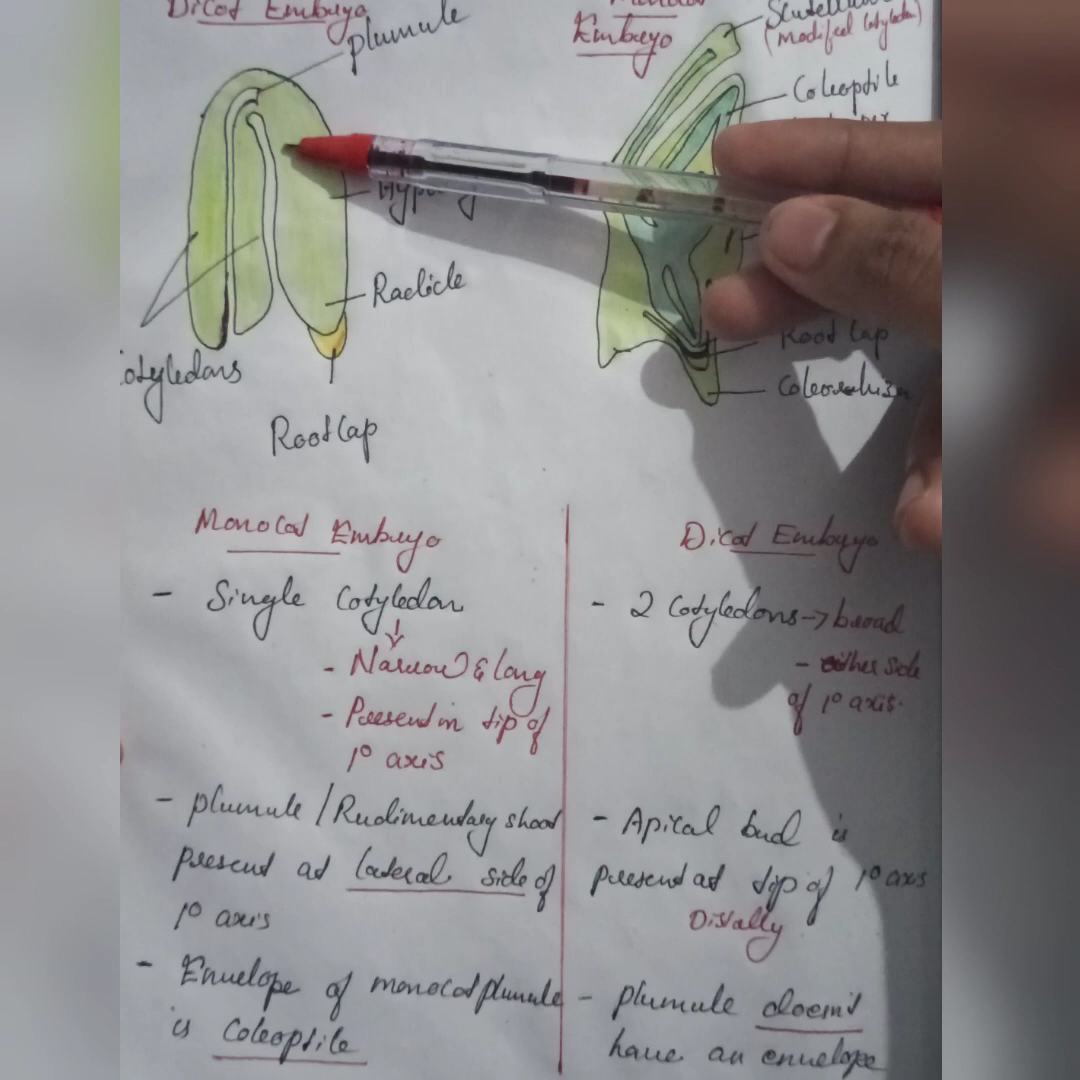 Dicot Embryo
plumule
Radicle
Cotyledons
Root Cap
Embryo
Scutellum
(Modified Cotyledon)
Coleoptile
Root Cap
Coleorhiza
Monocot Embryo
- Single Cotyledon
- Narrow & long
- Present in tip of
1° axis
- plumule / Rudimentary shoot
present at lateral side of
1° axis
- Envelope of monocot plumule
is Coleoptile
Dicot Embryo
- 2 Cotyledons → broad
- either side
of 1° axis.
- Apical bud is
present at tip of 1° axis
Distally
- plumule doesn't
have an envelope